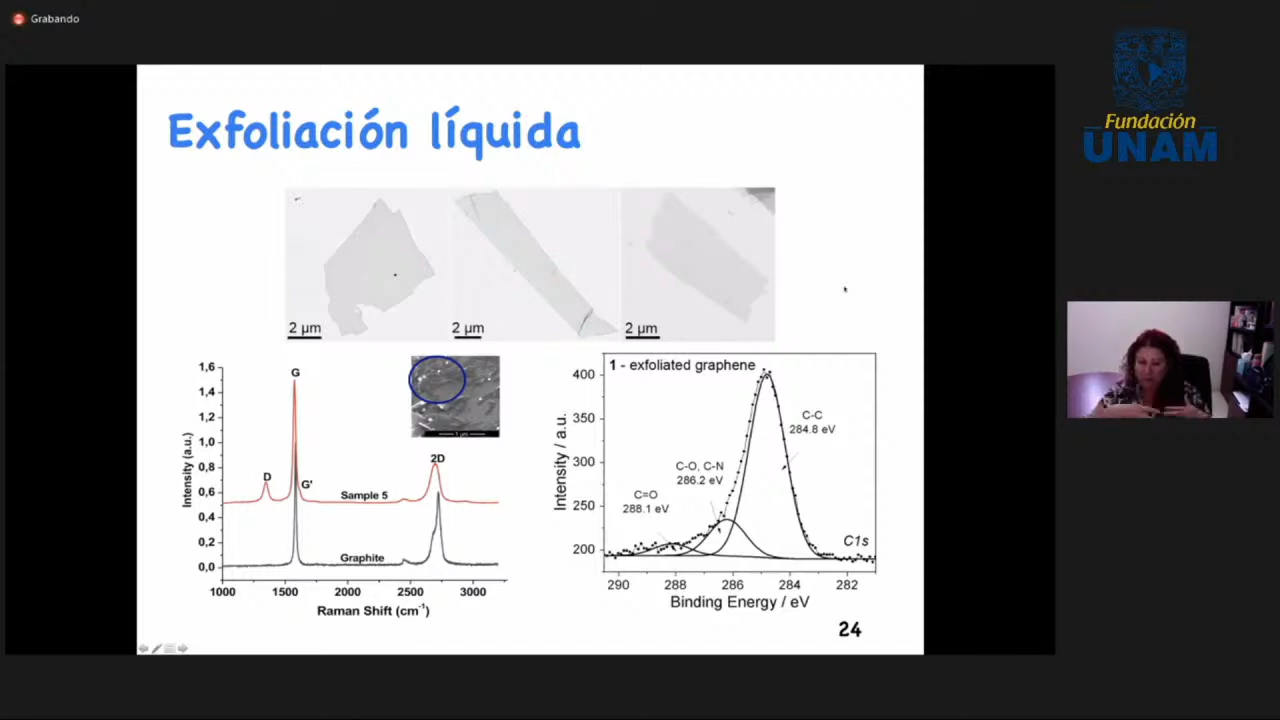 Grabando
Fundación
UNAM
Exfoliación líquida
2 µm
2 µm
2 µm
1,6
1,4
1,2
1,0
0,8
0,6
0,4
0,2
0,0
Intensity (a.u.)
G
D
G'
2D
Sample 5
Graphite
1 µm
1000
1500
2000
2500
3000
Raman Shift (cm⁻¹)
1 - exfoliated graphene
400
350
300
250
200
Intensity / a.u.
C-C
284.8 eV
C-O, C-N
286.2 eV
C=O
288.1 eV
C1s
290
288
286
284
282
Binding Energy / eV
24